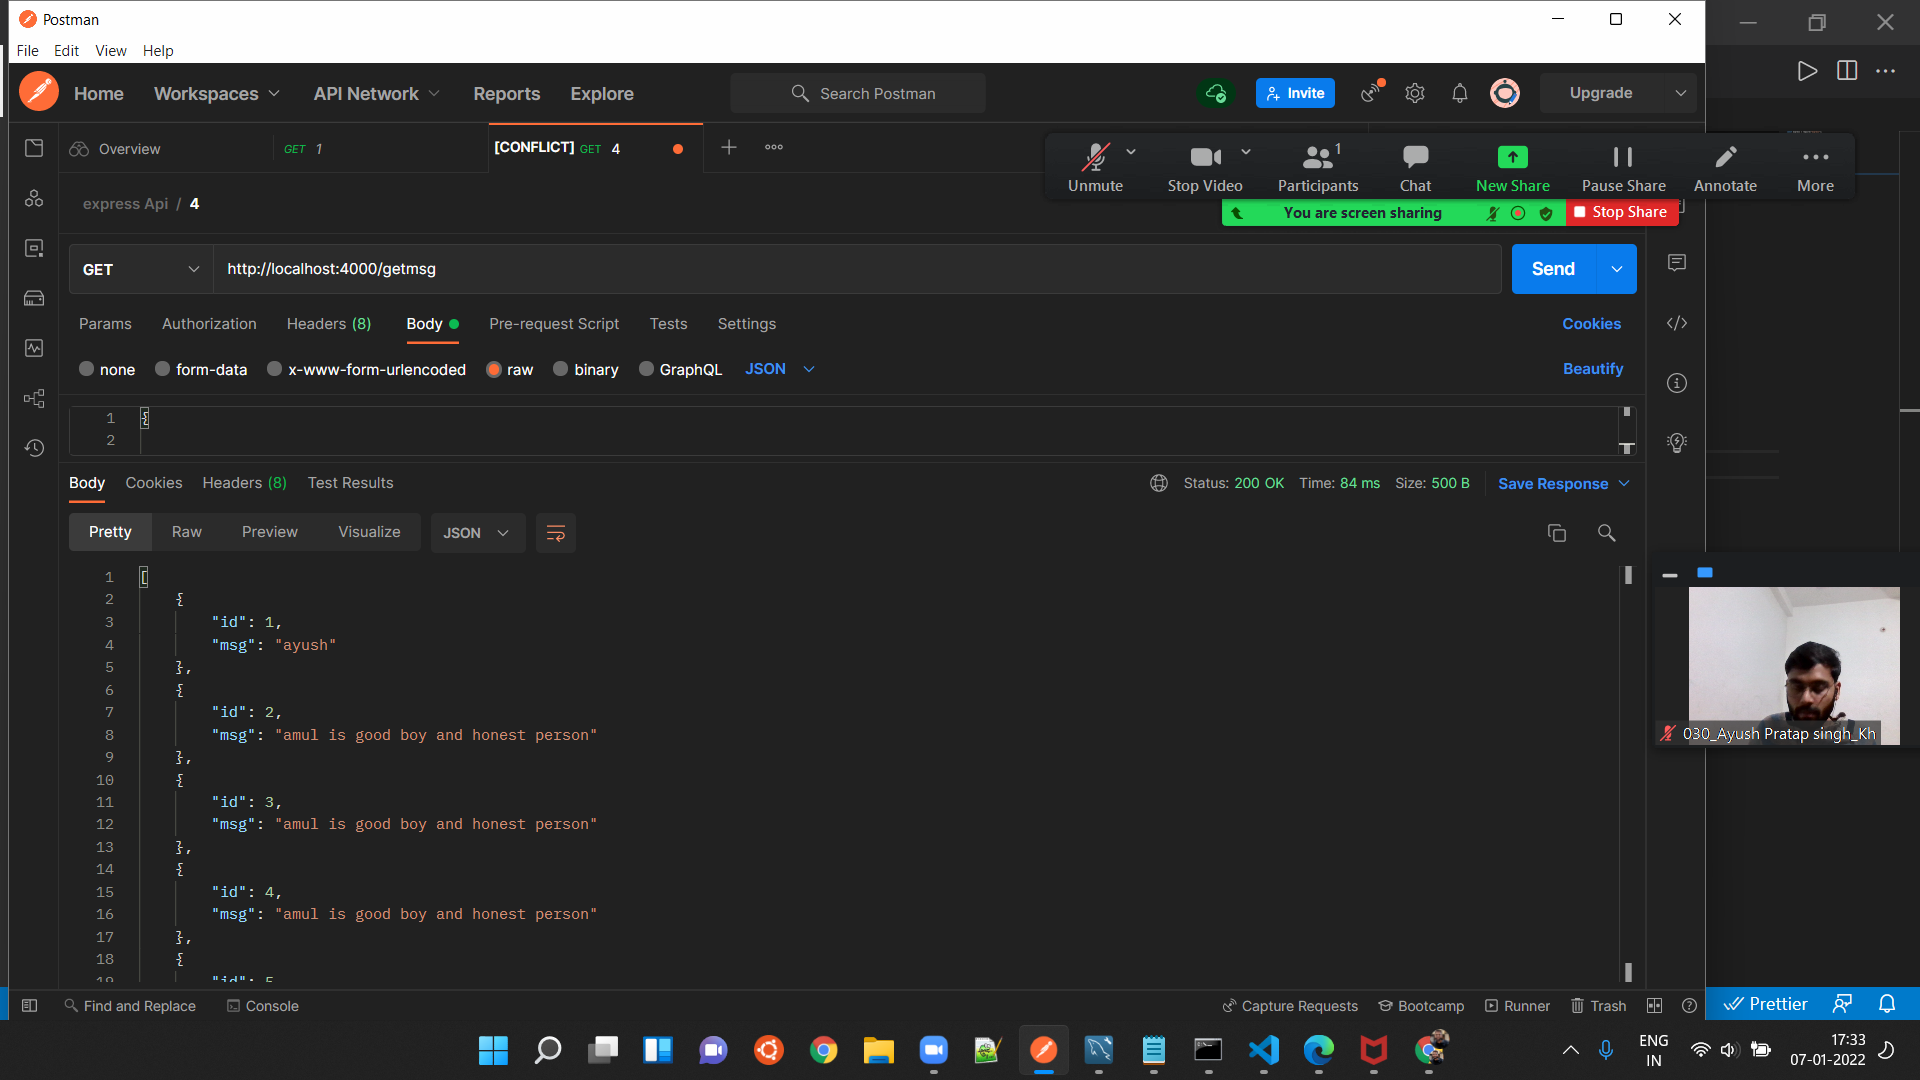 Postman
File Edit View Help
Home Workspaces API Network Reports Explore Search Postman Invite Upgrade
Overview GET 1 [CONFLICT] GET 4
Unmute Stop Video Participants 1 Chat New Share Pause Share Annotate More
You are screen sharing Stop Share
express Api / 4
GET http://localhost:4000/getmsg Send
Params Authorization Headers (8) Body Pre-request Script Tests Settings Cookies
none form-data x-www-form-urlencoded raw binary GraphQL JSON Beautify
1 {
2
Body Cookies Headers (8) Test Results Status: 200 OK Time: 84 ms Size: 500 B Save Response
Pretty Raw Preview Visualize JSON
1 [
2 {
3 "id": 1,
4 "msg": "ayush"
5 },
6 {
7 "id": 2,
8 "msg": "amul is good boy and honest person"
9 },
10 {
11 "id": 3,
12 "msg": "amul is good boy and honest person"
13 },
14 {
15 "id": 4,
16 "msg": "amul is good boy and honest person"
17 },
18 {
19 "id": 5
030_Ayush Pratap singh_Kh
Find and Replace Console Capture Requests Bootcamp Runner Trash Prettier
ENG
IN
17:33
07-01-2022